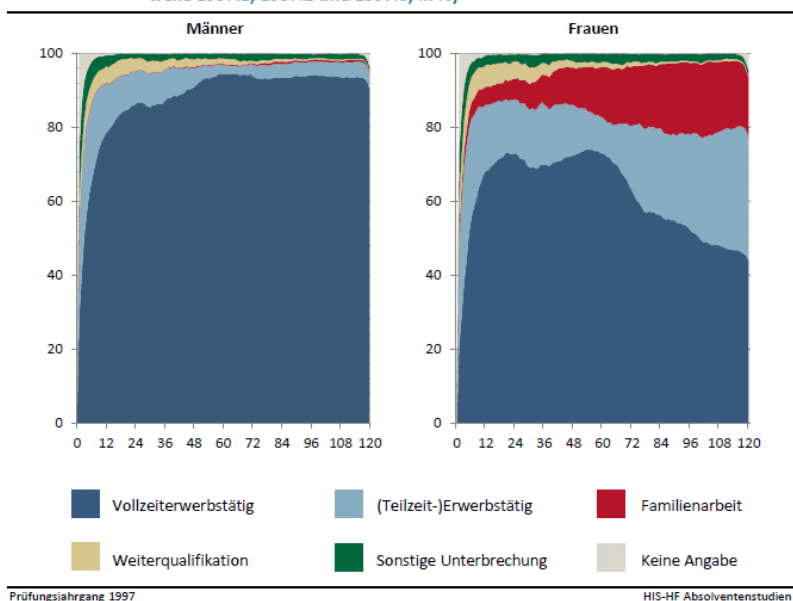 Männer Frauen
100 100
80 80
60 60
40 40
20 20
0 0
0 12 24 36 48 60 72 84 96 108 120 0 12 24 36 48 60 72 84 96 108 120
Vollzeiterwerbstätig (Teilzeit-)Erwerbstätig Familienarbeit
Weiterqualifikation Sonstige Unterbrechung Keine Angabe
Prüfungsjahrgang 1997 HIS-HF Absolventenstudien